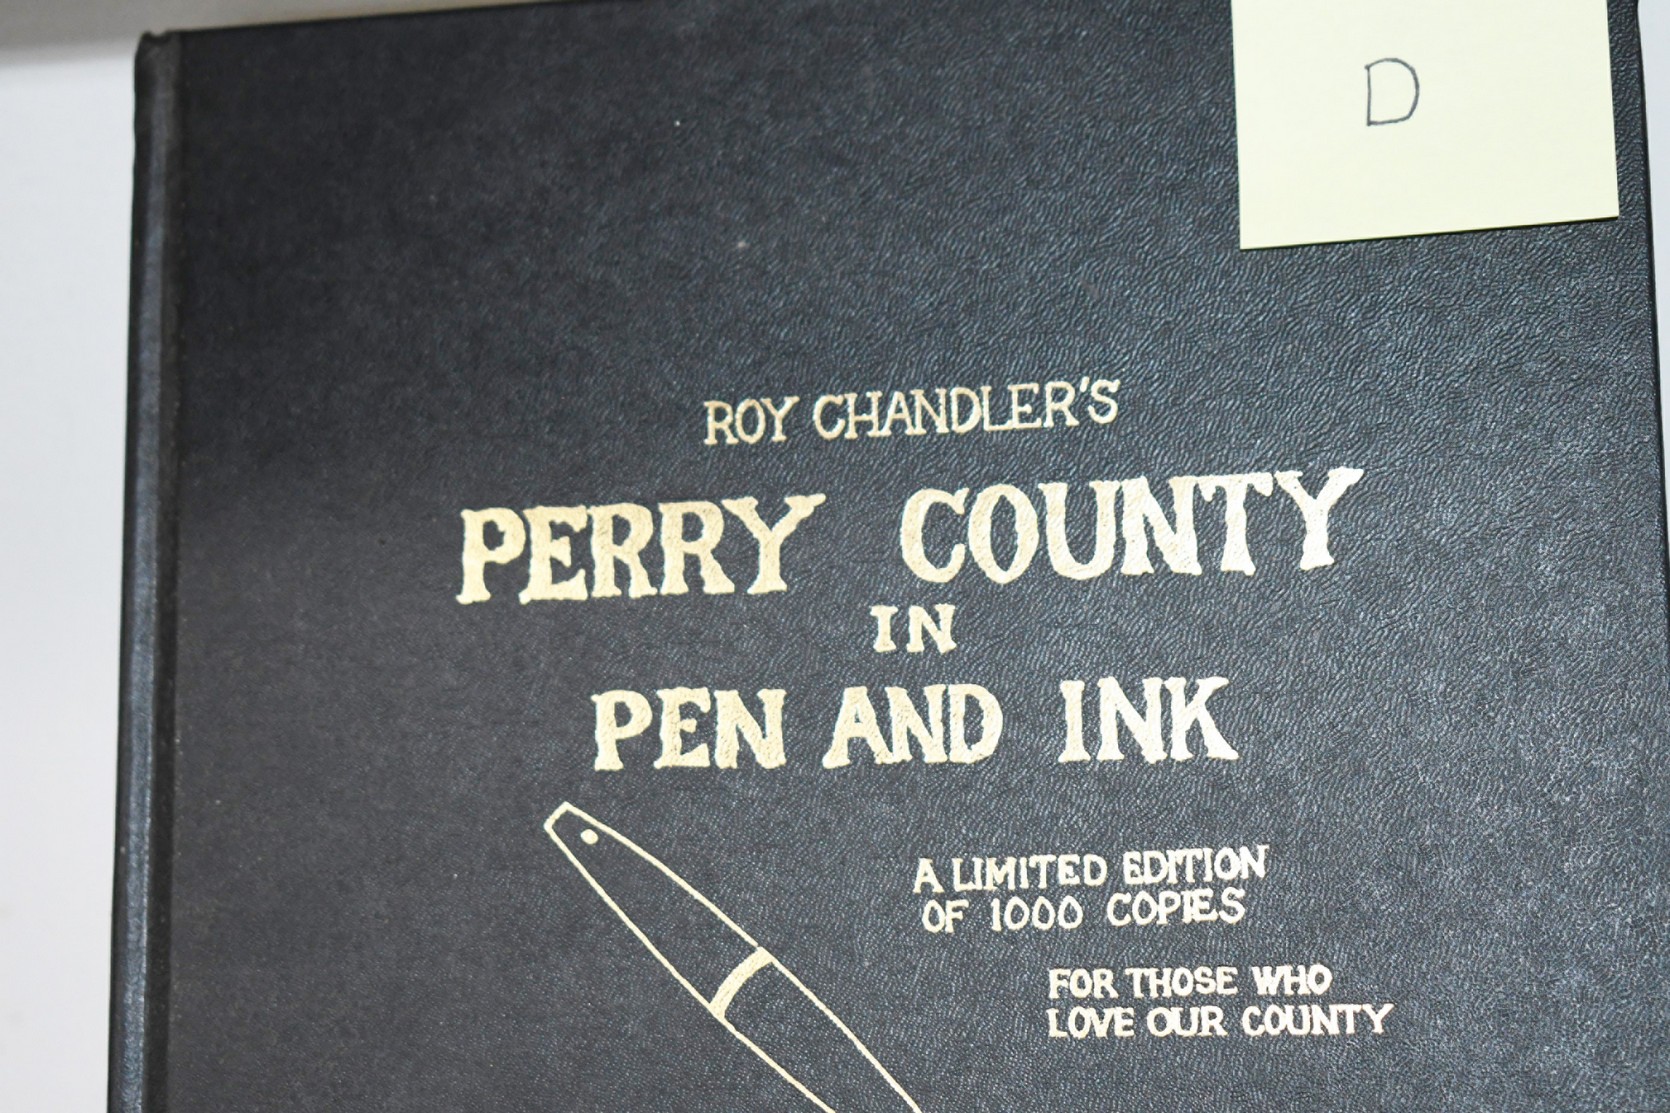 D
ROY CHANDLER'S
PERRY COUNTY
IN
PEN AND INK
A LIMITED EDITION
OF 1000 COPIES
FOR THOSE WHO
LOVE OUR COUNTY